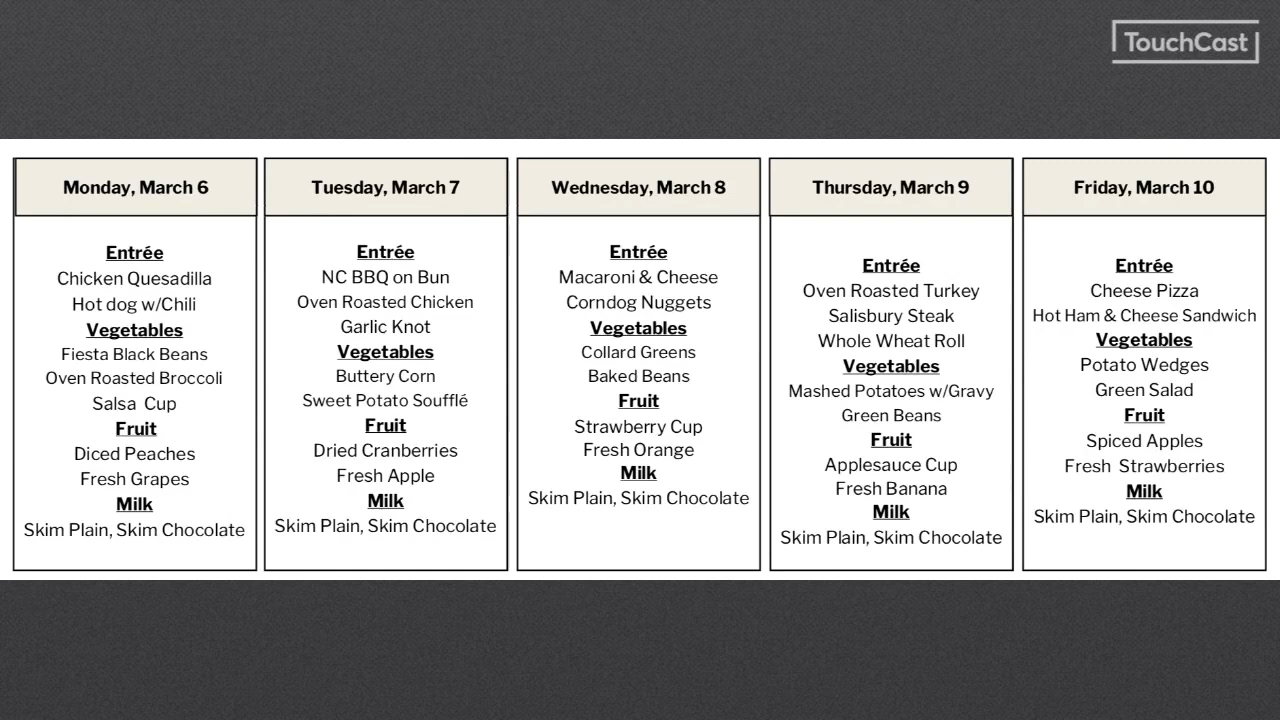 TouchCast
Monday, March 6
Entrée
Chicken Quesadilla
Hot dog w/Chili
Vegetables
Fiesta Black Beans
Oven Roasted Broccoli
Salsa Cup
Fruit
Diced Peaches
Fresh Grapes
Milk
Skim Plain, Skim Chocolate
Tuesday, March 7
Entrée
NC BBQ on Bun
Oven Roasted Chicken
Garlic Knot
Vegetables
Buttery Corn
Sweet Potato Soufflé
Fruit
Dried Cranberries
Fresh Apple
Milk
Skim Plain, Skim Chocolate
Wednesday, March 8
Entrée
Macaroni & Cheese
Corndog Nuggets
Vegetables
Collard Greens
Baked Beans
Fruit
Strawberry Cup
Fresh Orange
Milk
Skim Plain, Skim Chocolate
Thursday, March 9
Entrée
Oven Roasted Turkey
Salisbury Steak
Whole Wheat Roll
Vegetables
Mashed Potatoes w/Gravy
Green Beans
Fruit
Applesauce Cup
Fresh Banana
Milk
Skim Plain, Skim Chocolate
Friday, March 10
Entrée
Cheese Pizza
Hot Ham & Cheese Sandwich
Vegetables
Potato Wedges
Green Salad
Fruit
Spiced Apples
Fresh Strawberries
Milk
Skim Plain, Skim Chocolate